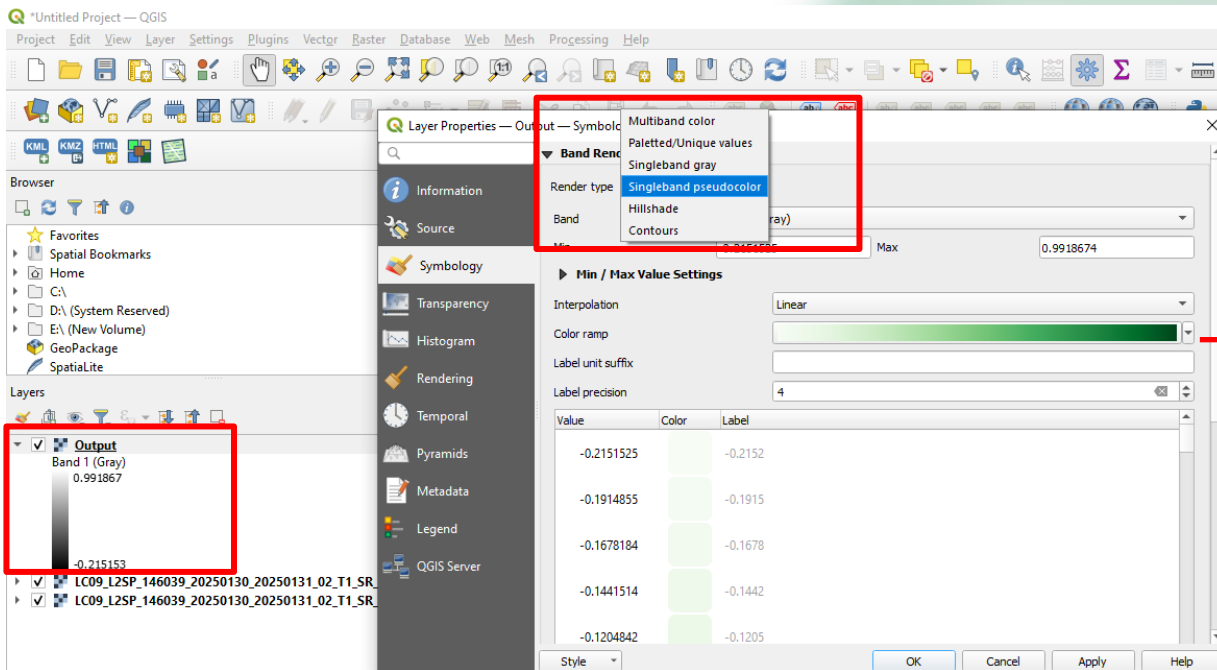 *Untitled Project — QGIS
Project Edit View Layer Settings Plugins Vector Raster Database Web Mesh Processing Help
KML KMZ HTML
Browser
Favorites
Spatial Bookmarks
Home
C:\
D:\ (System Reserved)
E:\ (New Volume)
GeoPackage
SpatiaLite
Layers
Output
Band 1 (Gray)
0.991867
-0.215153
LC09_L2SP_146039_20250130_20250131_02_T1_SR_
LC09_L2SP_146039_20250130_20250131_02_T1_SR_
Layer Properties — Output — Symbolo
Information
Source
Symbology
Transparency
Histogram
Rendering
Temporal
Pyramids
Metadata
Legend
QGIS Server
Band Ren
Render type
Multiband color
Paletted/Unique values
Singleband gray
Singleband pseudocolor
Hillshade
Contours
Band ray)
Min Max 0.9918674
Min / Max Value Settings
Interpolation Linear
Color ramp
Label unit suffix
Label precision 4
Value Color Label
-0.2151525 -0.2152
-0.1914855 -0.1915
-0.1678184 -0.1678
-0.1441514 -0.1442
-0.1204842 -0.1205
Style OK Cancel Apply Help